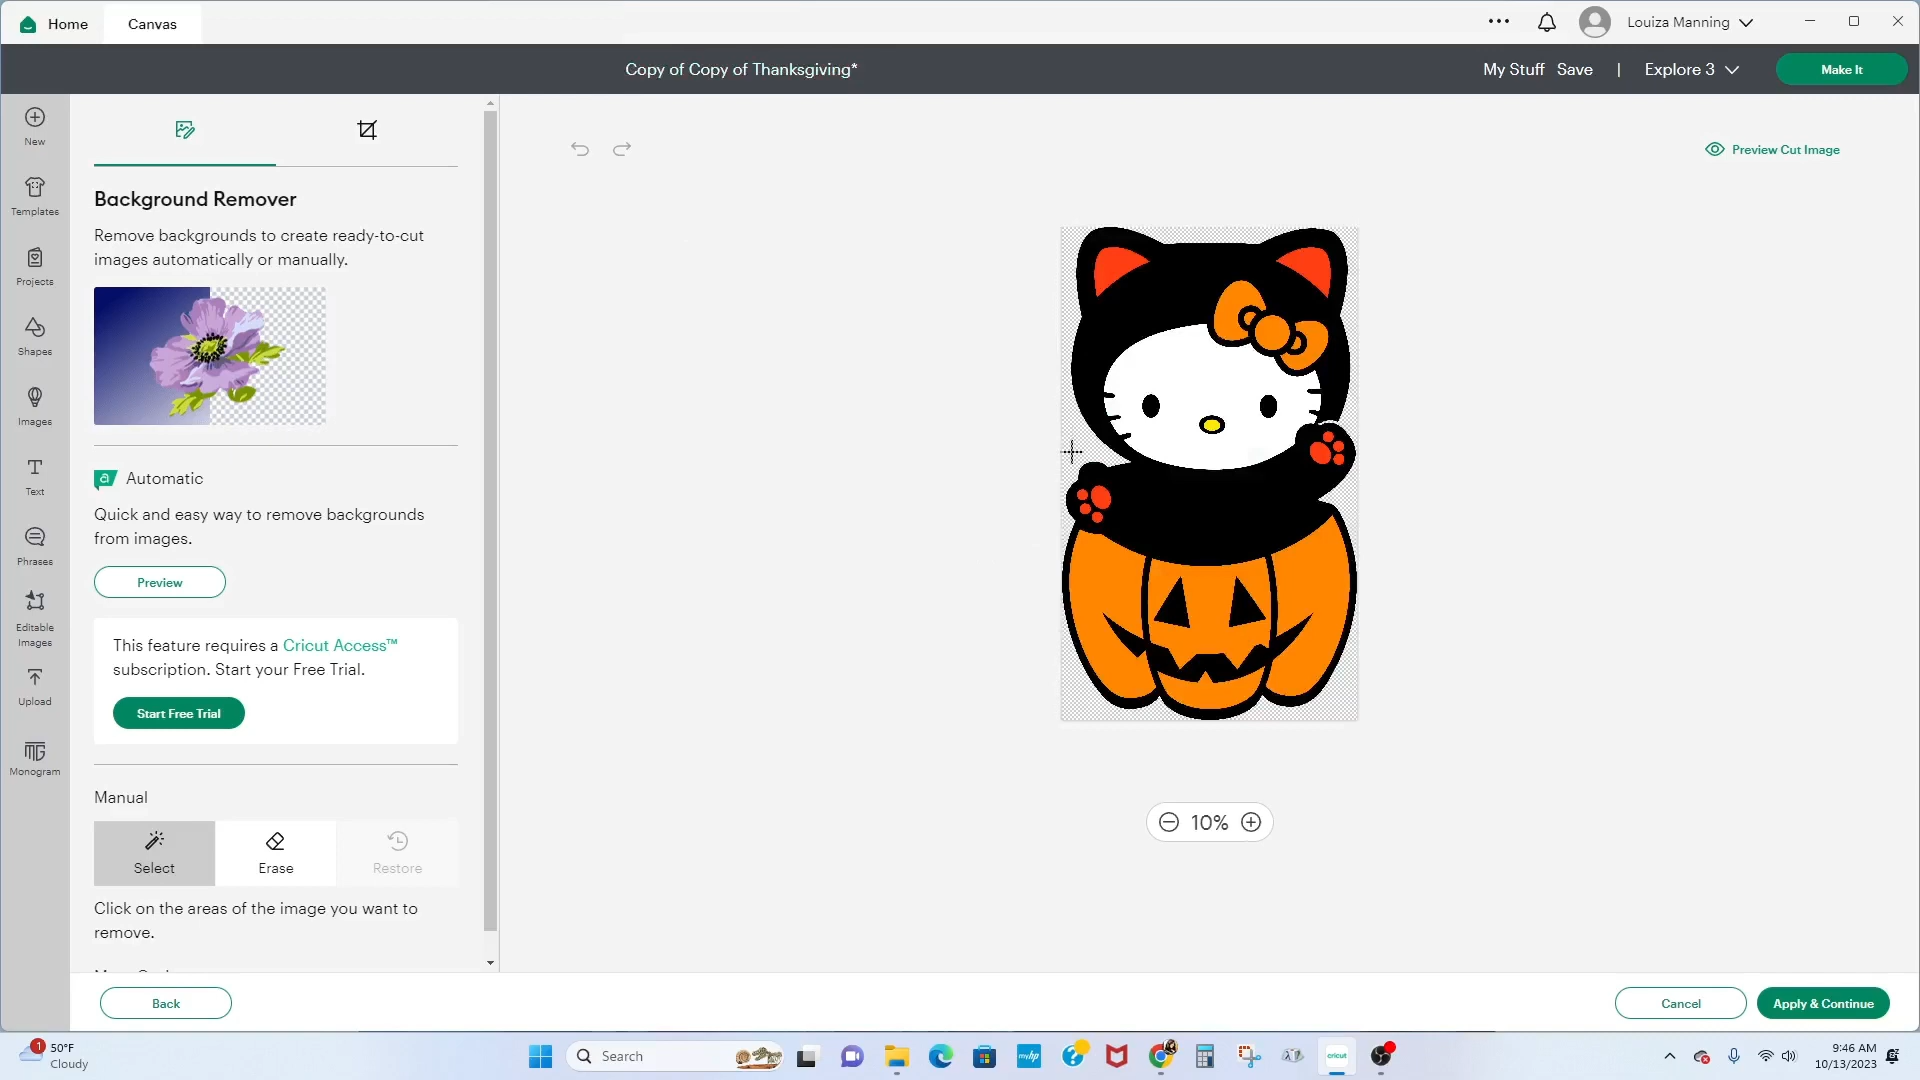 Home
Canvas
Louiza Manning
Copy of Copy of Thanksgiving*
My Stuff
Save
|
Explore 3
Make It
New
Templates
Projects
Shapes
Images
Text
Phrases
Editable
Images
Upload
Monogram
Background Remover
Remove backgrounds to create ready-to-cut
images automatically or manually.
a Automatic
Quick and easy way to remove backgrounds
from images.
Preview
This feature requires a Cricut Access™
subscription. Start your Free Trial.
Start Free Trial
Manual
Select
Erase
Restore
Click on the areas of the image you want to
remove.
Preview Cut Image
10%
Back
Cancel
Apply & Continue
1
50°F
Cloudy
Search
myhp
cricut
9:46 AM
10/13/2023